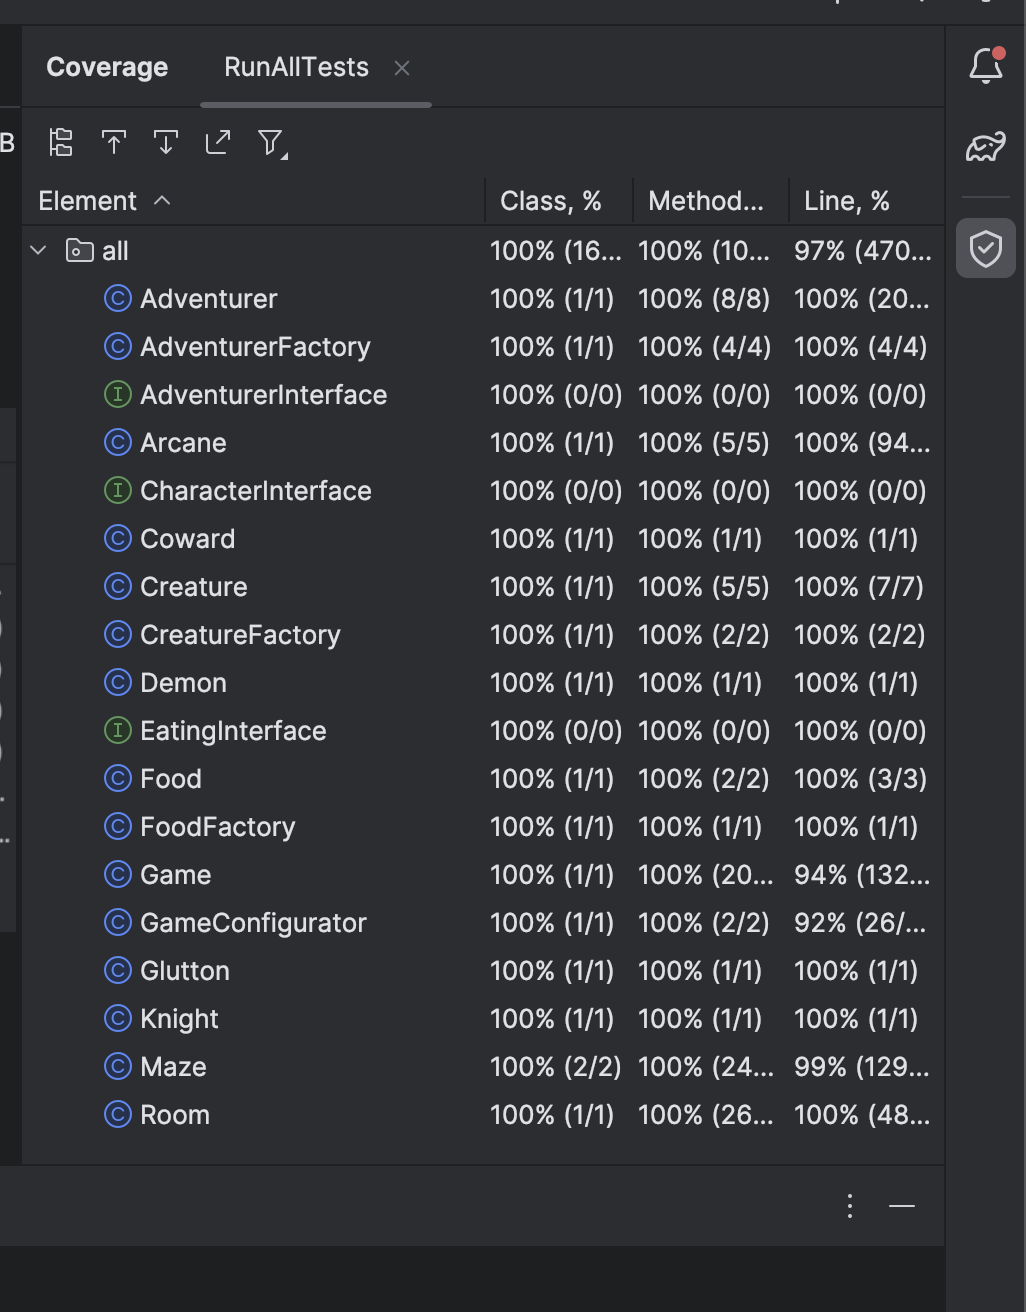 Coverage RunAllTests
B
Element Class, % Method... Line, %
all 100% (16... 100% (10... 97% (470...
Adventurer 100% (1/1) 100% (8/8) 100% (20...
AdventurerFactory 100% (1/1) 100% (4/4) 100% (4/4)
AdventurerInterface 100% (0/0) 100% (0/0) 100% (0/0)
Arcane 100% (1/1) 100% (5/5) 100% (94...
CharacterInterface 100% (0/0) 100% (0/0) 100% (0/0)
Coward 100% (1/1) 100% (1/1) 100% (1/1)
Creature 100% (1/1) 100% (5/5) 100% (7/7)
CreatureFactory 100% (1/1) 100% (2/2) 100% (2/2)
Demon 100% (1/1) 100% (1/1) 100% (1/1)
EatingInterface 100% (0/0) 100% (0/0) 100% (0/0)
Food 100% (1/1) 100% (2/2) 100% (3/3)
FoodFactory 100% (1/1) 100% (1/1) 100% (1/1)
Game 100% (1/1) 100% (20... 94% (132...
GameConfigurator 100% (1/1) 100% (2/2) 92% (26/...
Glutton 100% (1/1) 100% (1/1) 100% (1/1)
Knight 100% (1/1) 100% (1/1) 100% (1/1)
Maze 100% (2/2) 100% (24... 99% (129...
Room 100% (1/1) 100% (26... 100% (48...